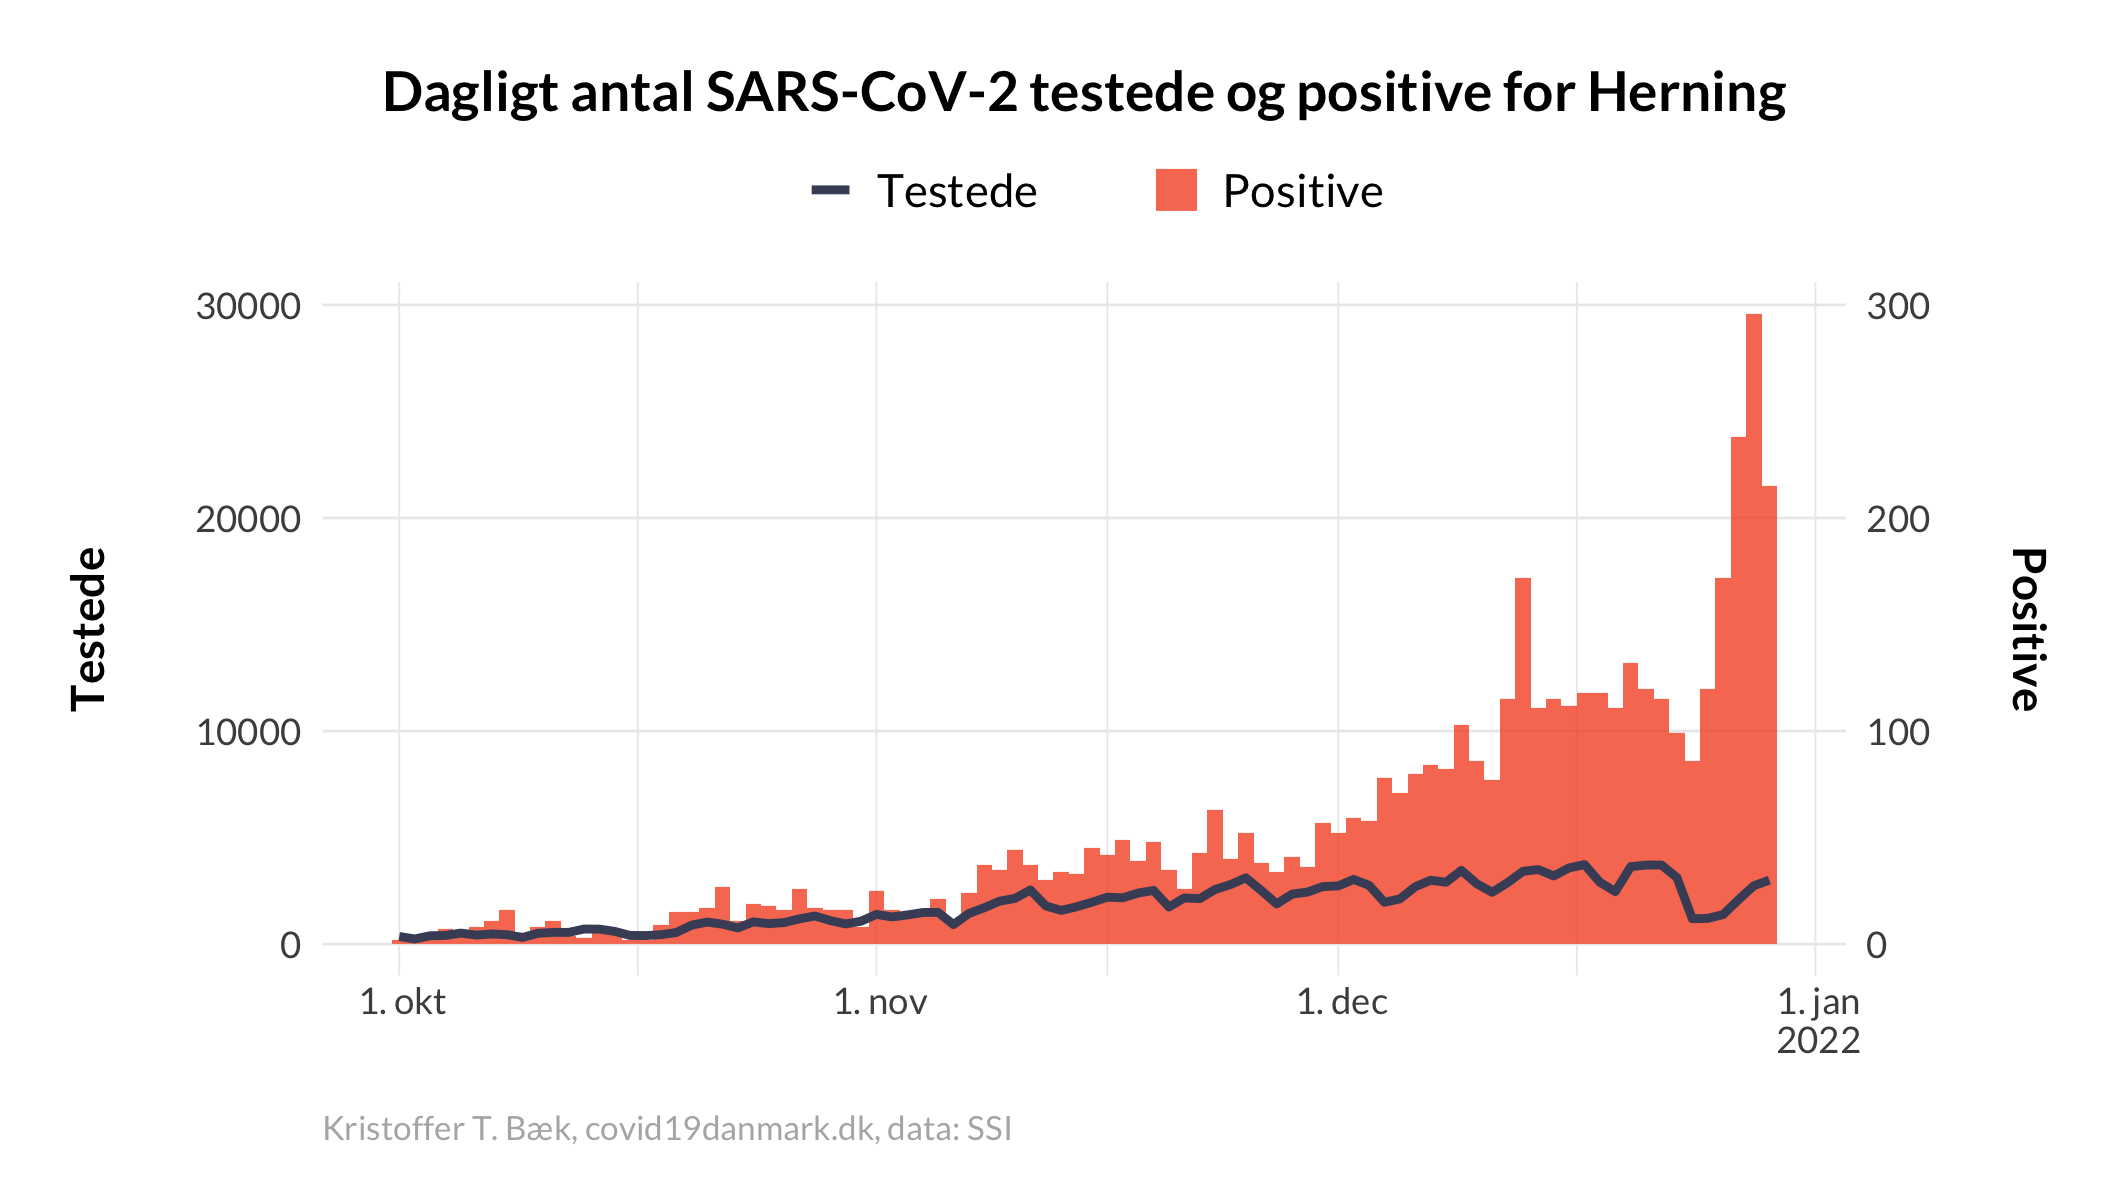 Dagligt antal SARS-CoV-2 testede og positive for Herning
Testede
Positive
Testede
30000
20000
10000
0
300
200
100
0
Positive
1. okt
1. nov
1. dec
1. jan
2022
Kristoffer T. Bæk, covid19danmark.dk, data: SSI